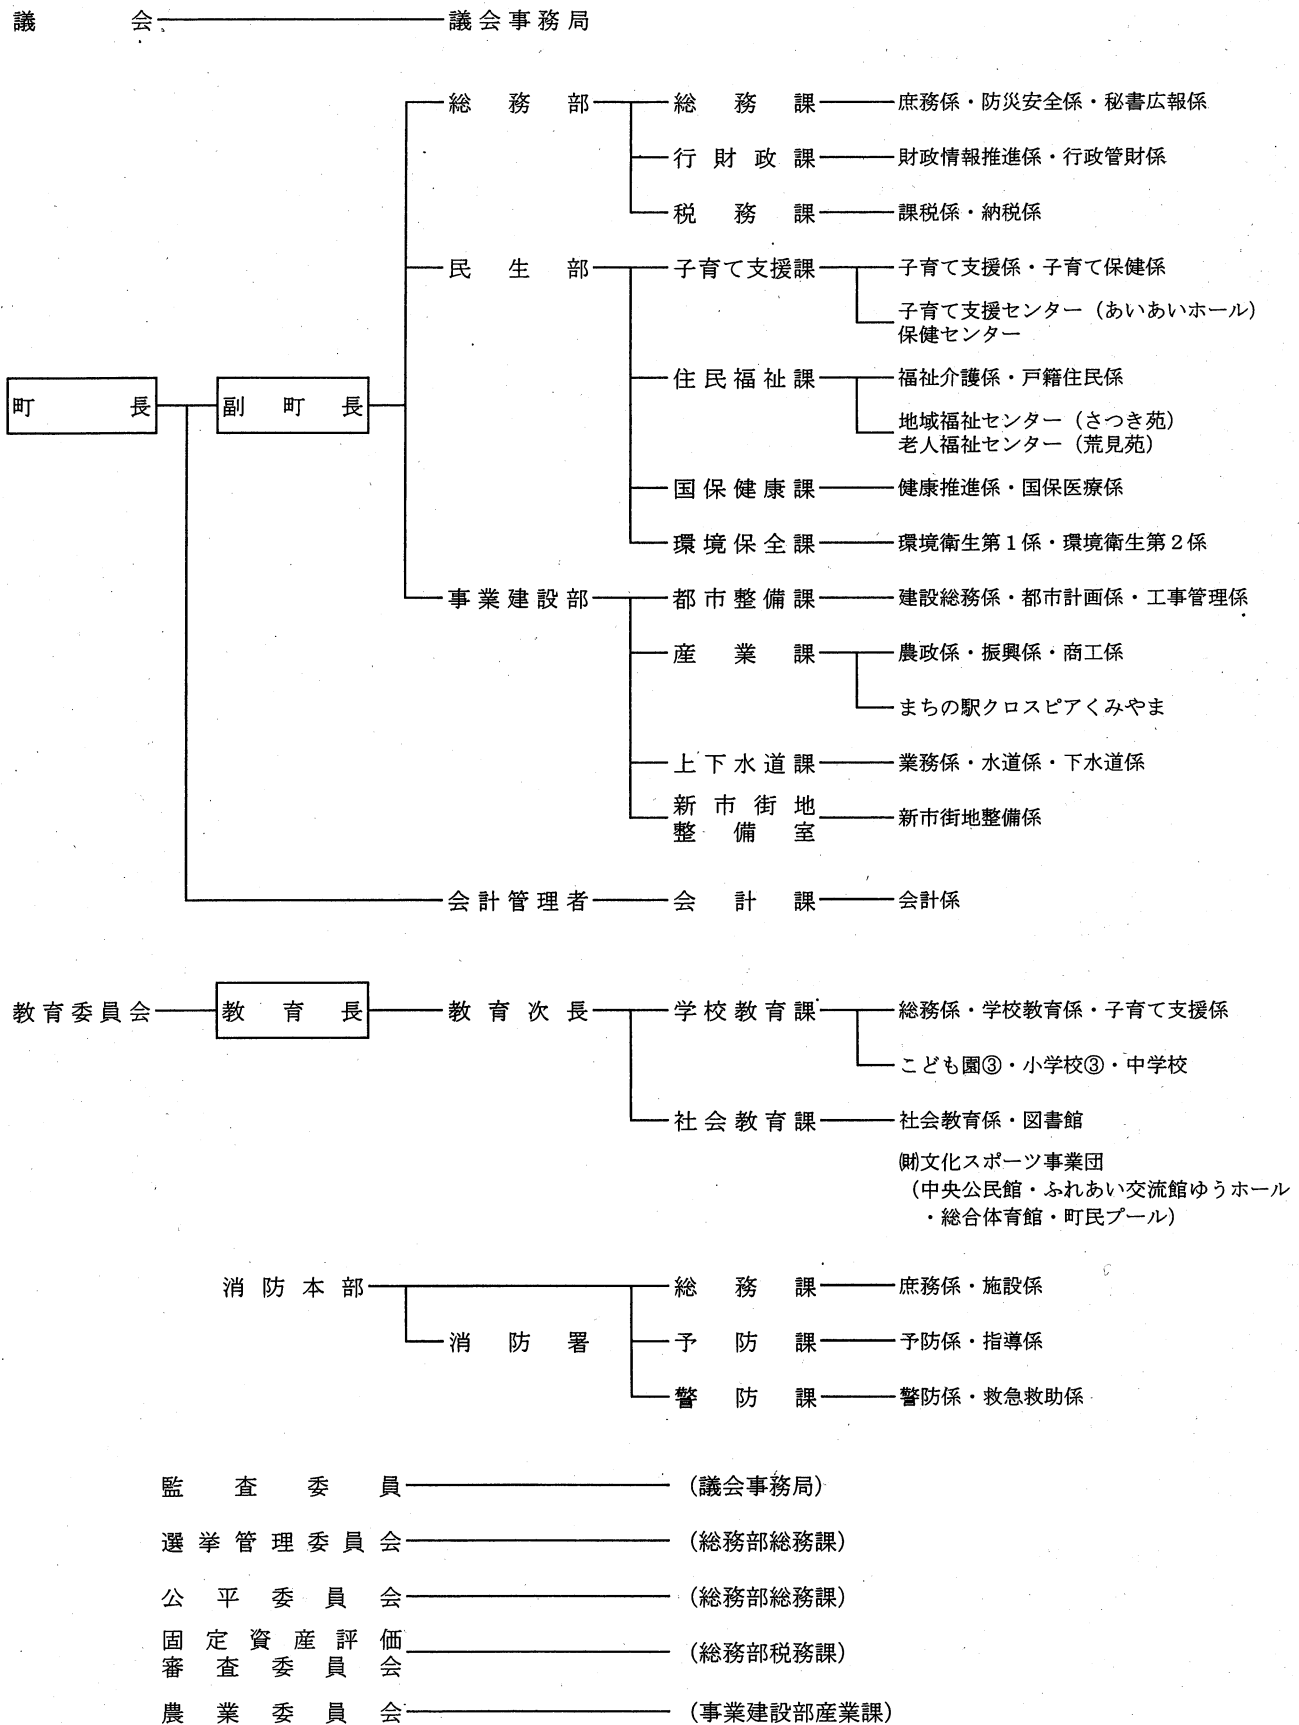 議会 議会事務局
総務部 総務課 庶務係・防災安全係・秘書広報係
行財政課 財政情報推進係・行政管財係
税務課 課税係・納税係
民生部 子育て支援課 子育て支援係・子育て保健係
子育て支援センター（あいあいホール）
保健センター
住民福祉課 福祉介護係・戸籍住民係
町長 副町長
地域福祉センター（さつき苑）
老人福祉センター（荒見苑）
国保健康課 健康推進係・国保医療係
環境保全課 環境衛生第１係・環境衛生第２係
事業建設部 都市整備課 建設総務係・都市計画係・工事管理係
産業課 農政係・振興係・商工係
まちの駅クロスピアくみやま
上下水道課 業務係・水道係・下水道係
新市街地
整備室 新市街地整備係
会計管理者 会計課 会計係
教育委員会 教育長 教育次長 学校教育課 総務係・学校教育係・子育て支援係
こども園③・小学校③・中学校
社会教育課 社会教育係・図書館
㈶文化スポーツ事業団
（中央公民館・ふれあい交流館ゆうホール
・総合体育館・町民プール）
消防本部 総務課 庶務係・施設係
消防署 予防課 予防係・指導係
警防課 警防係・救急救助係
監査委員 （議会事務局）
選挙管理委員会 （総務部総務課）
公平委員会 （総務部総務課）
固定資産評価
審査委員会 （総務部税務課）
農業委員会 （事業建設部産業課）